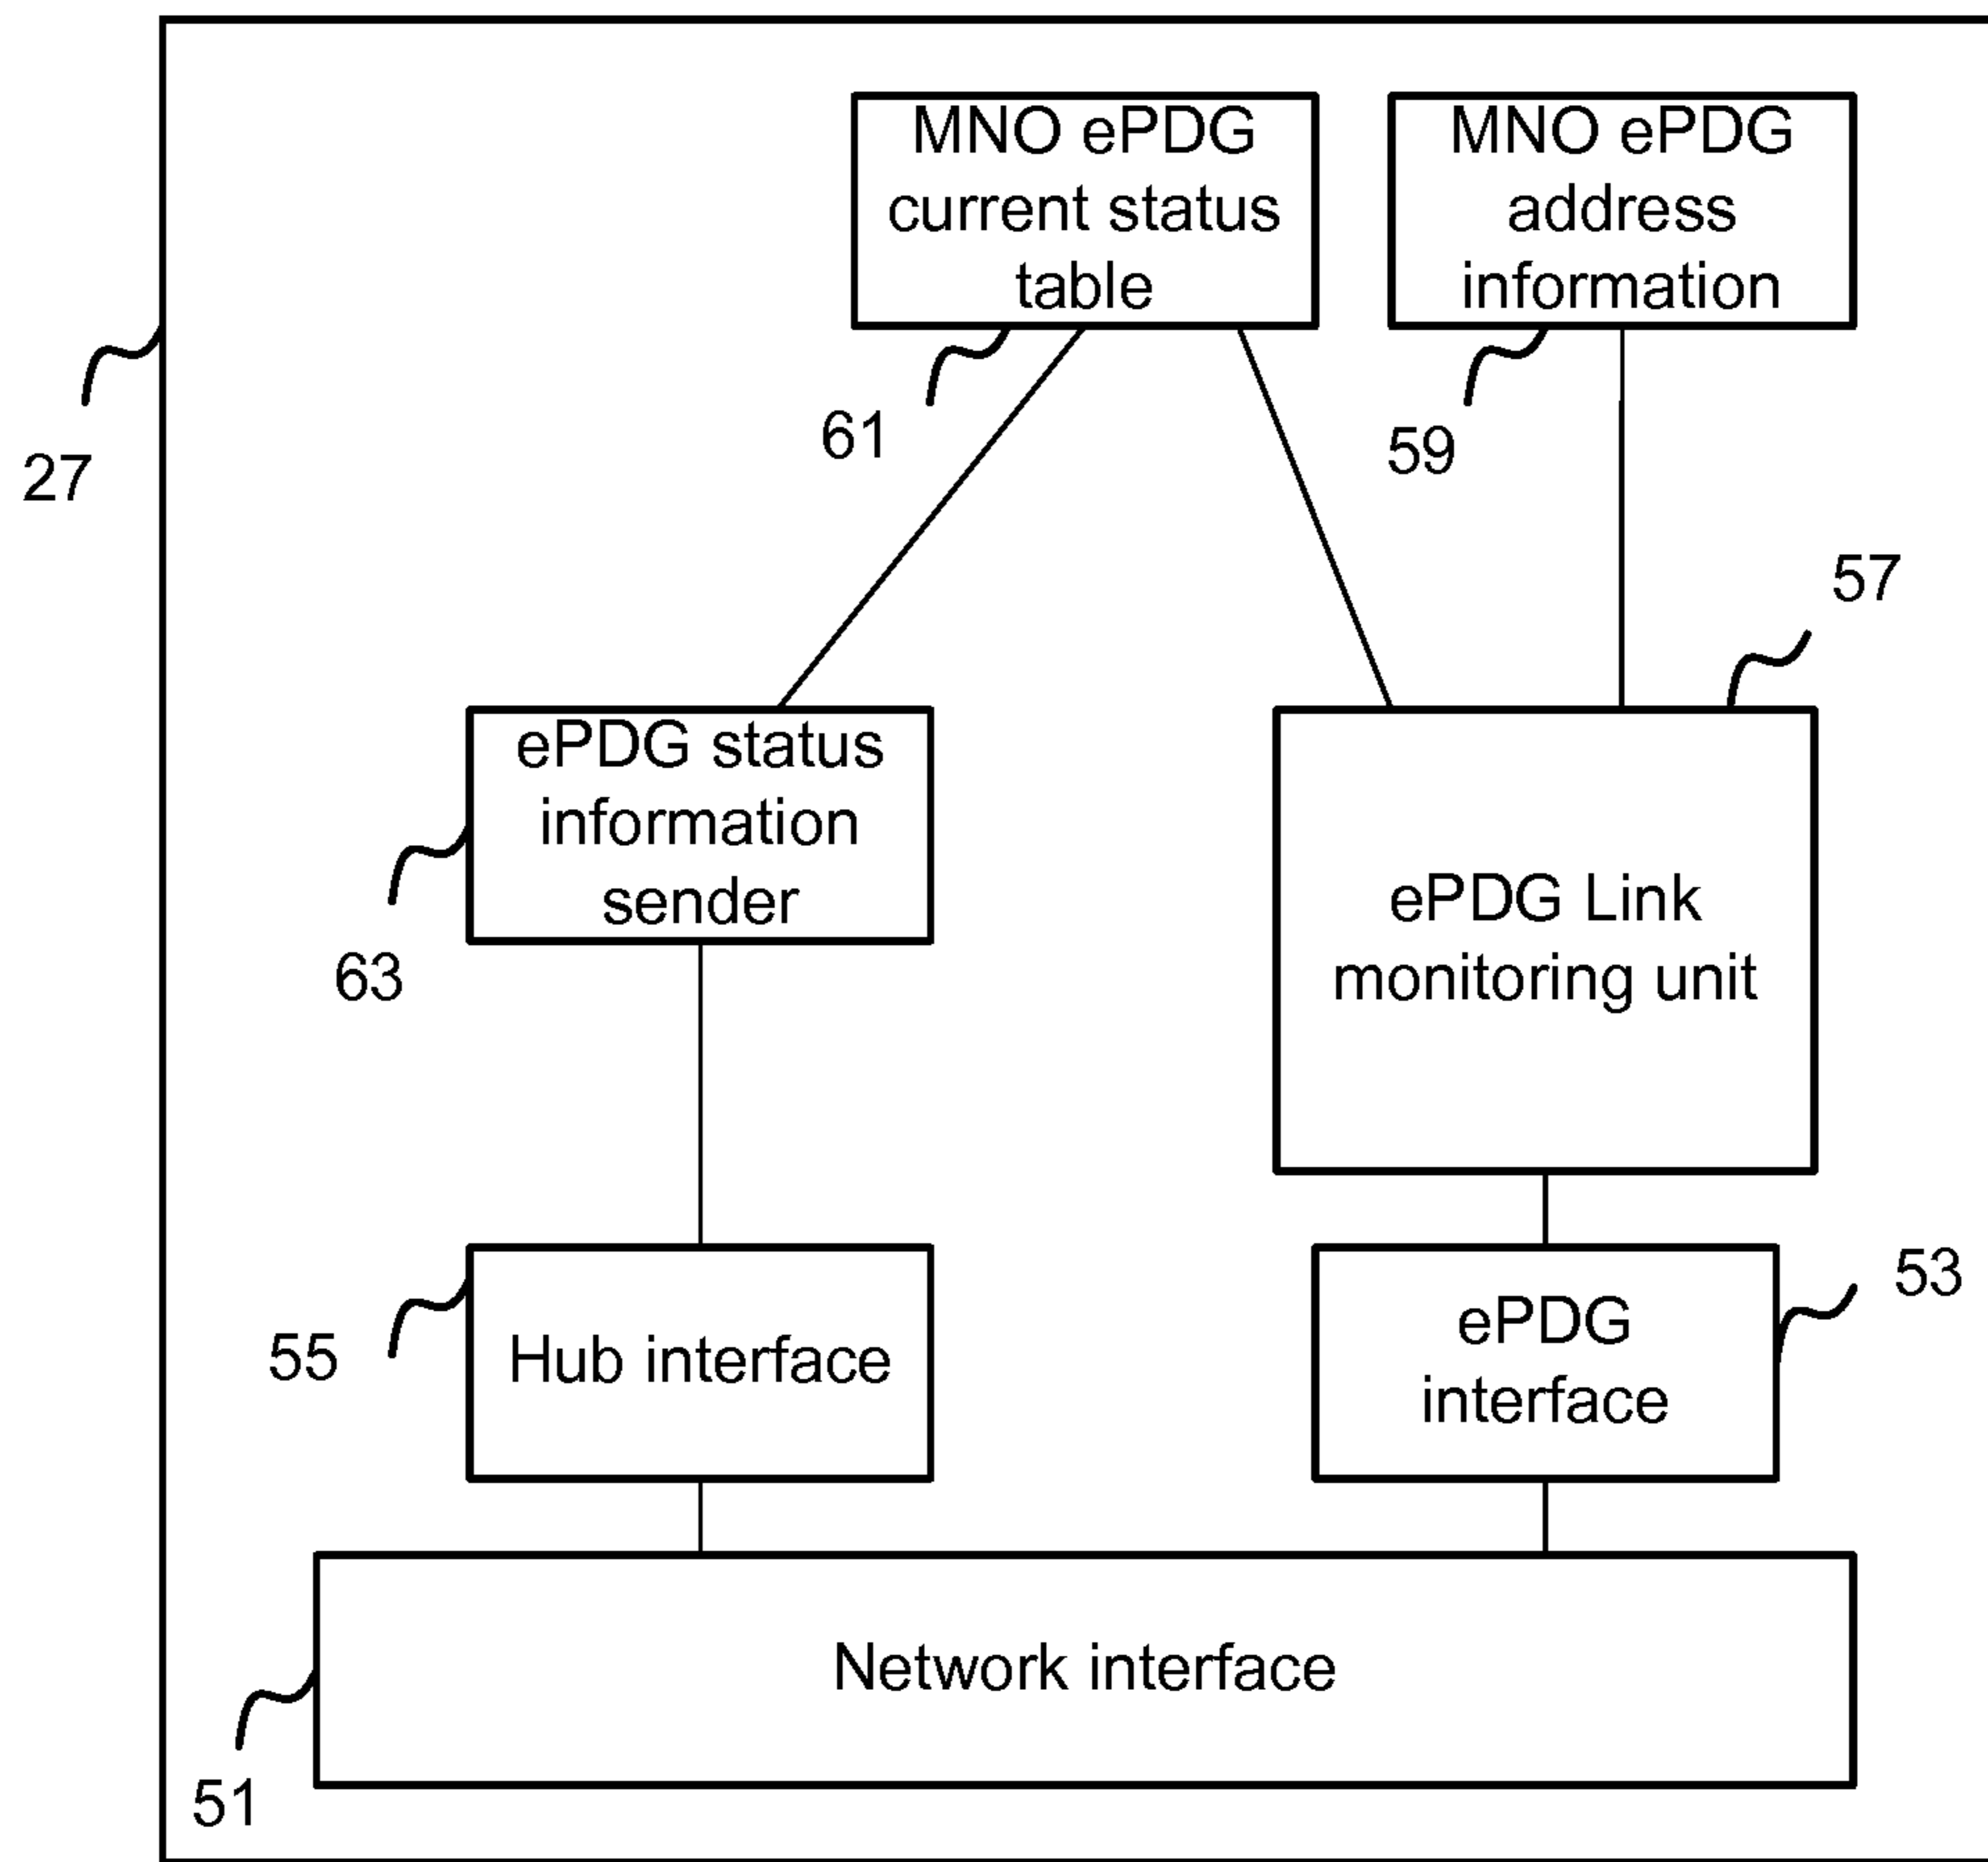 MNO ePDG
current status
table
MNO ePDG
address
information
61
59
27
57
ePDG status
information
sender
ePDG Link
monitoring unit
63
53
Hub interface
ePDG
interface
55
Network interface
51